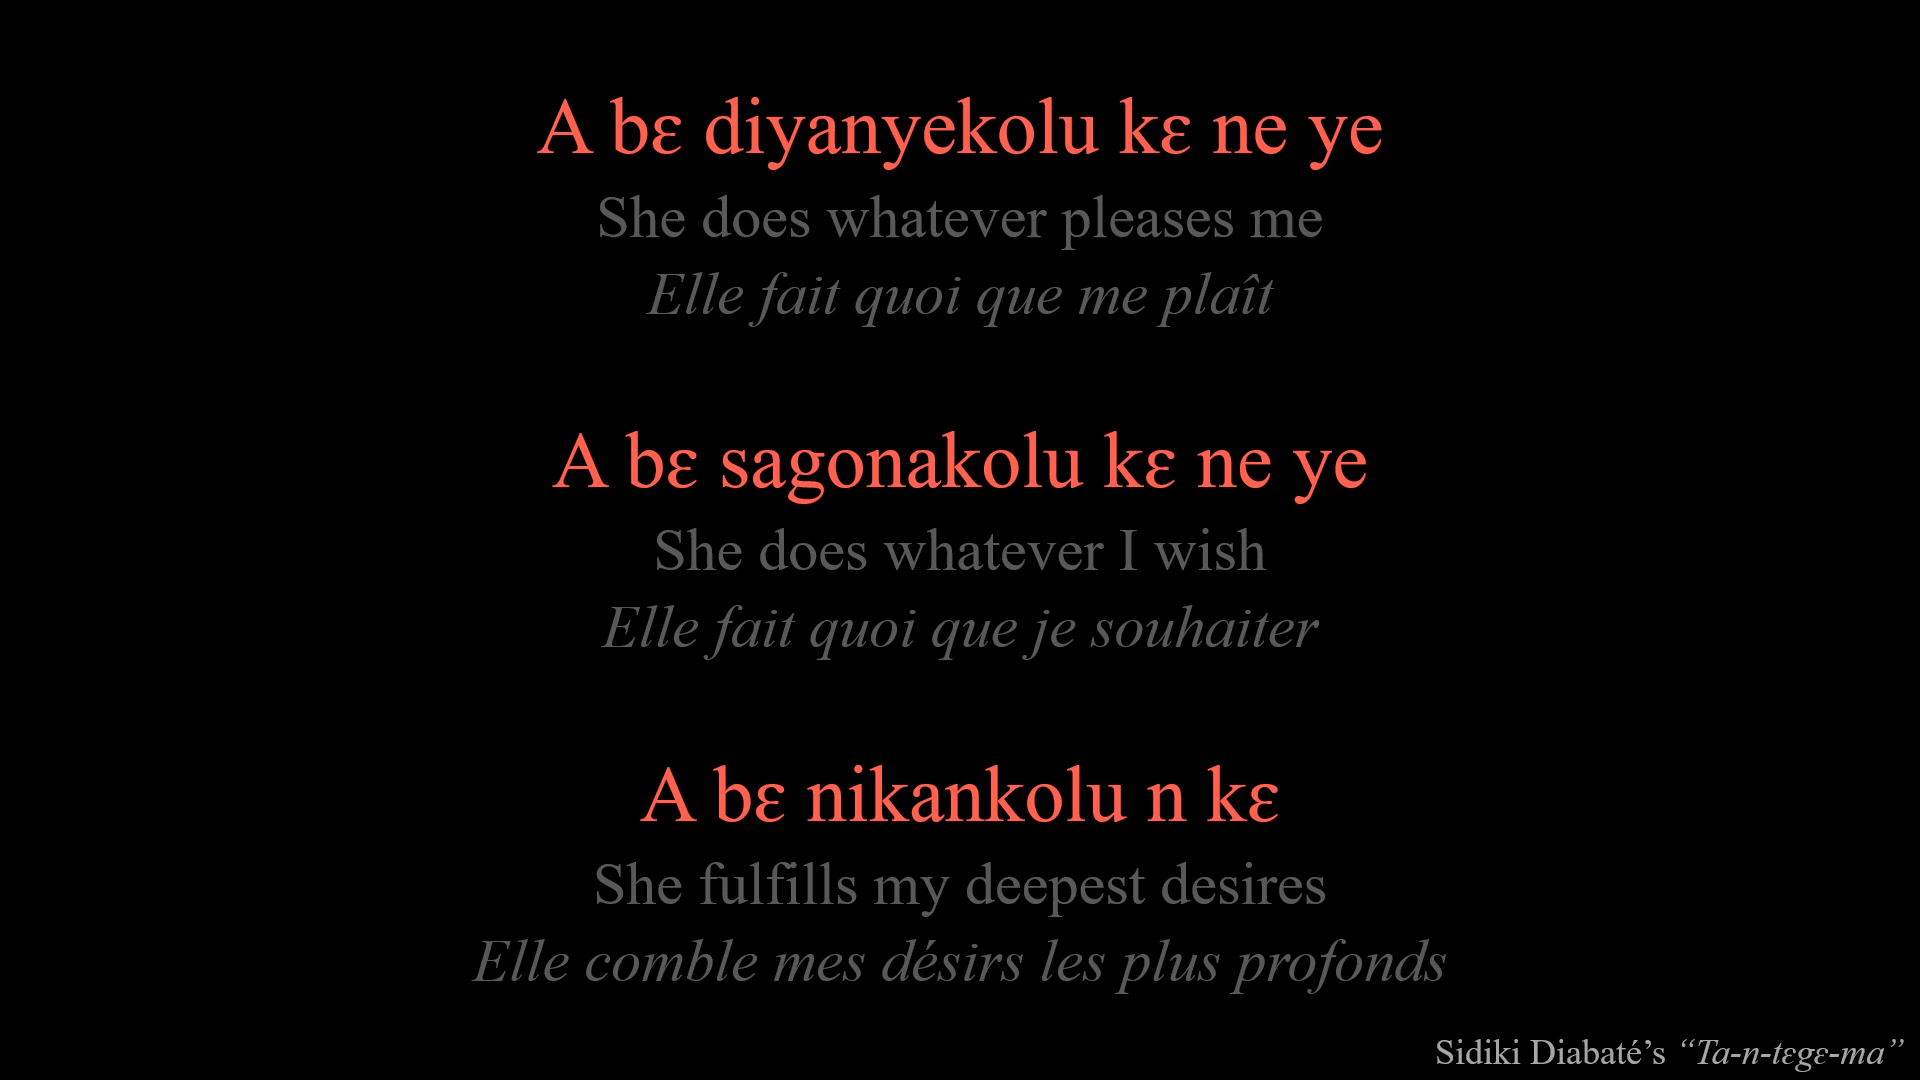 A bɛ diyanyekolu kɛ ne ye
She does whatever pleases me
Elle fait quoi que me plaît
A bɛ sagonakolu kɛ ne ye
She does whatever I wish
Elle fait quoi que je souhaiter
A bɛ nikankolu n kɛ
She fulfills my deepest desires
Elle comble mes désirs les plus profonds
Sidiki Diabaté’s “Ta-n-tɛgɛ-ma”